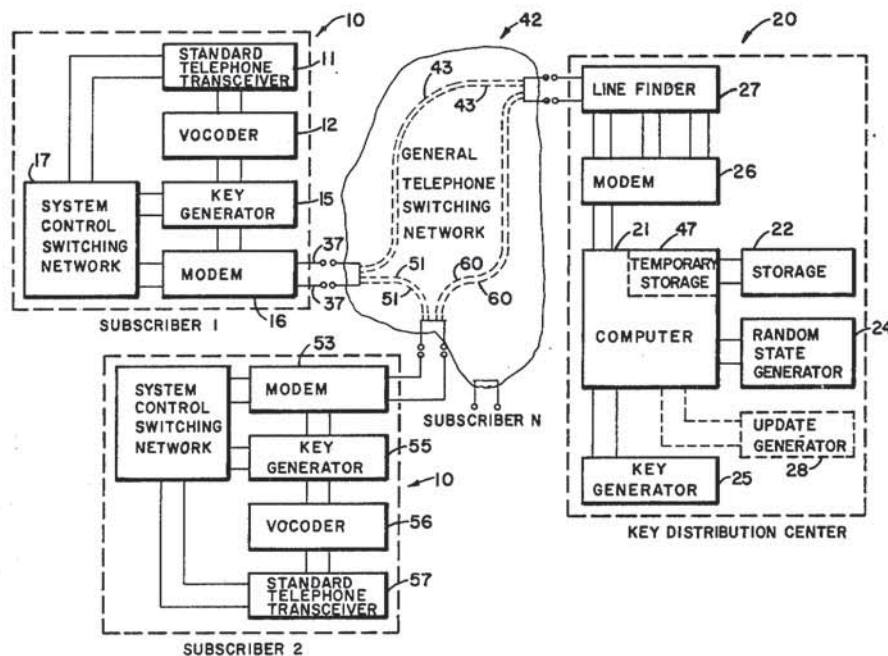 10
STANDARD
TELEPHONE
TRANSCEIVER
11
VOCODER
12
17
SYSTEM
CONTROL
SWITCHING
NETWORK
KEY
GENERATOR
15
MODEM
16
37
37
SUBSCRIBER 1
42
43
43
GENERAL
TELEPHONE
SWITCHING
NETWORK
51
51
60
60
SUBSCRIBER N
20
LINE FINDER
27
MODEM
26
21
47
22
TEMPORARY
STORAGE
STORAGE
COMPUTER
24
RANDOM
STATE
GENERATOR
UPDATE
GENERATOR
28
KEY
GENERATOR
25
KEY DISTRIBUTION CENTER
53
SYSTEM
CONTROL
SWITCHING
NETWORK
MODEM
KEY
GENERATOR
55
10
VOCODER
56
STANDARD
TELEPHONE
TRANSCEIVER
57
SUBSCRIBER 2